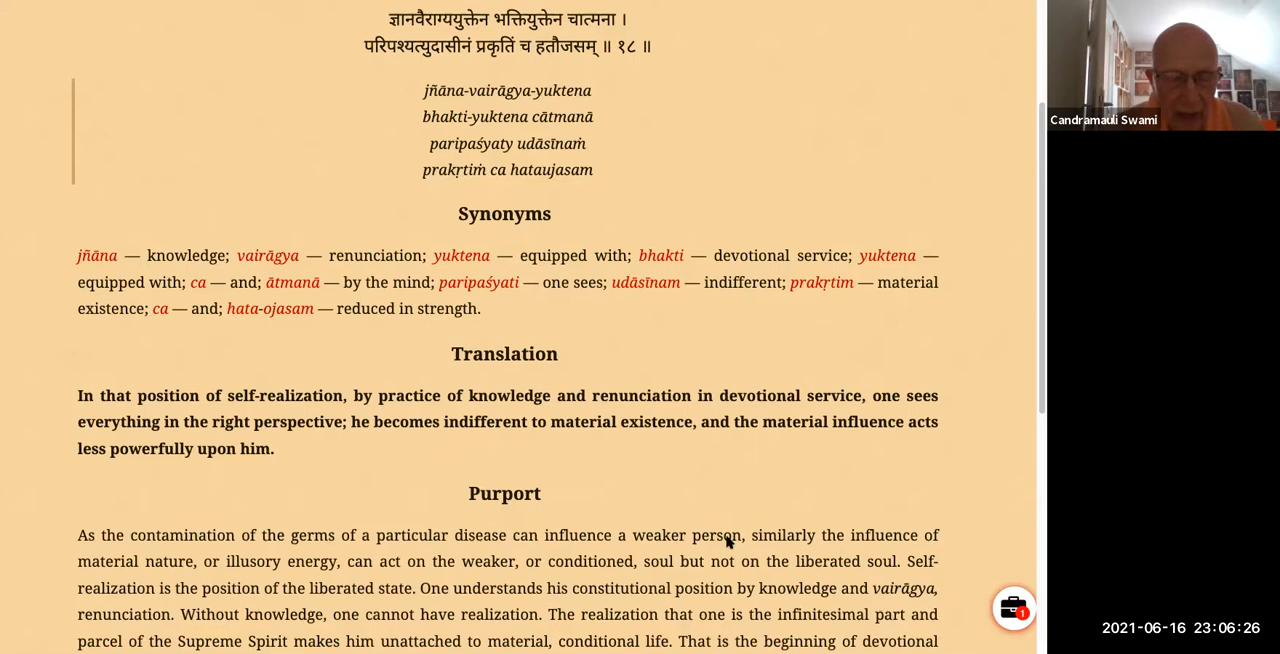 ज्ञानवैराग्ययुक्तेन भक्तियुक्तेन चात्मना ।
परिपश्यत्युदासीनं प्रकृतिं च हतौजसम् ॥ १८ ॥
jñāna-vairāgya-yuktena
bhakti-yuktena cātmanā
paripaśyaty udāsīnaṁ
prakṛtiṁ ca hataujasam
Synonyms
jñāna — knowledge; vairāgya — renunciation; yuktena — equipped with; bhakti — devotional service; yuktena —
equipped with; ca — and; ātmanā — by the mind; paripaśyati — one sees; udāsīnam — indifferent; prakṛtim — material
existence; ca — and; hata-ojasam — reduced in strength.
Translation
In that position of self-realization, by practice of knowledge and renunciation in devotional service, one sees
everything in the right perspective; he becomes indifferent to material existence, and the material influence acts
less powerfully upon him.
Purport
As the contamination of the germs of a particular disease can influence a weaker person, similarly the influence of
material nature, or illusory energy, can act on the weaker, or conditioned, soul but not on the liberated soul. Self-
realization is the position of the liberated state. One understands his constitutional position by knowledge and vairāgya,
renunciation. Without knowledge, one cannot have realization. The realization that one is the infinitesimal part and
parcel of the Supreme Spirit makes him unattached to material, conditional life. That is the beginning of devotional
Candramauli Swami
1
2021-06-16 23:06:26